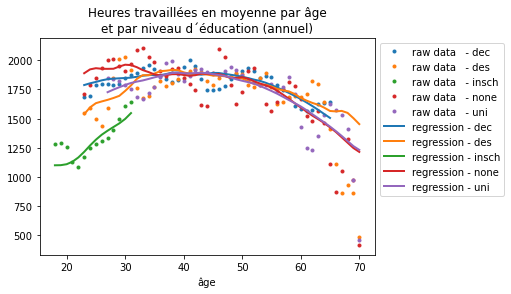 Heures travaillées en moyenne par âge
et par niveau d´éducation (annuel)
2000
1750
1500
1250
1000
750
500
20 30 40 50 60 70
âge
raw data - dec
raw data - des
raw data - insch
raw data - none
raw data - uni
regression - dec
regression - des
regression - insch
regression - none
regression - uni